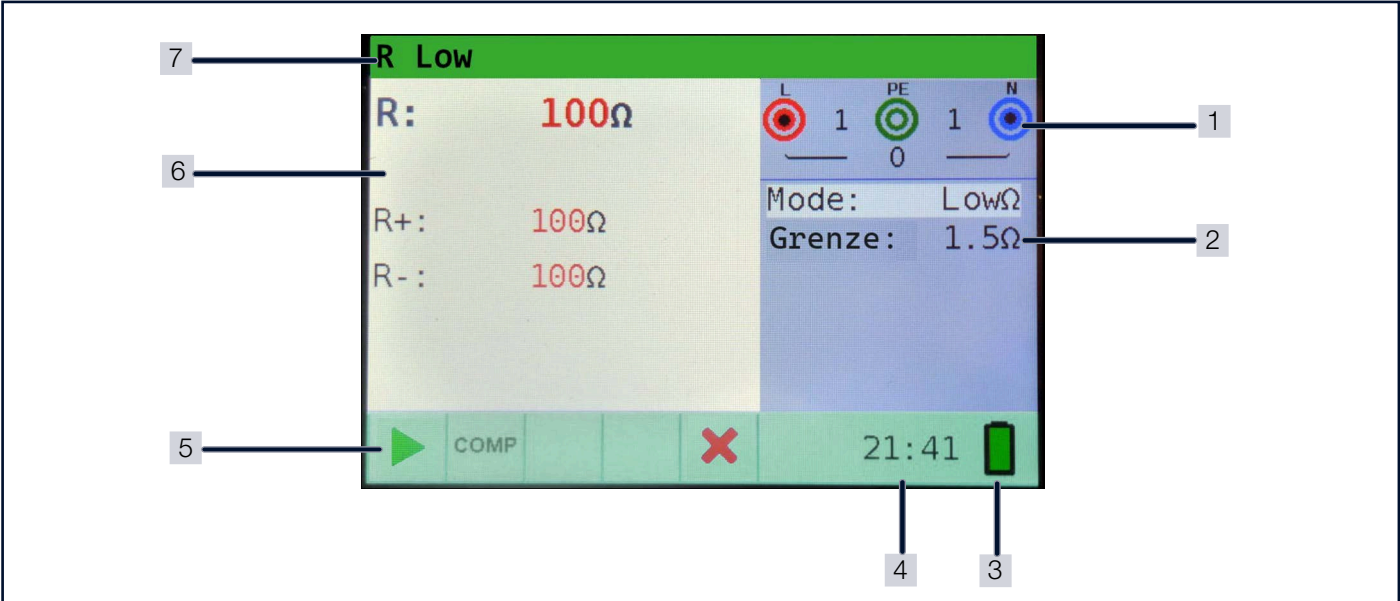 7
R Low
R: 100Ω
L PE N
1 1
0
1
6
Mode: LowΩ
R+: 100Ω
Grenze: 1.5Ω
2
R-: 100Ω
5
COMP
21:41
4
3